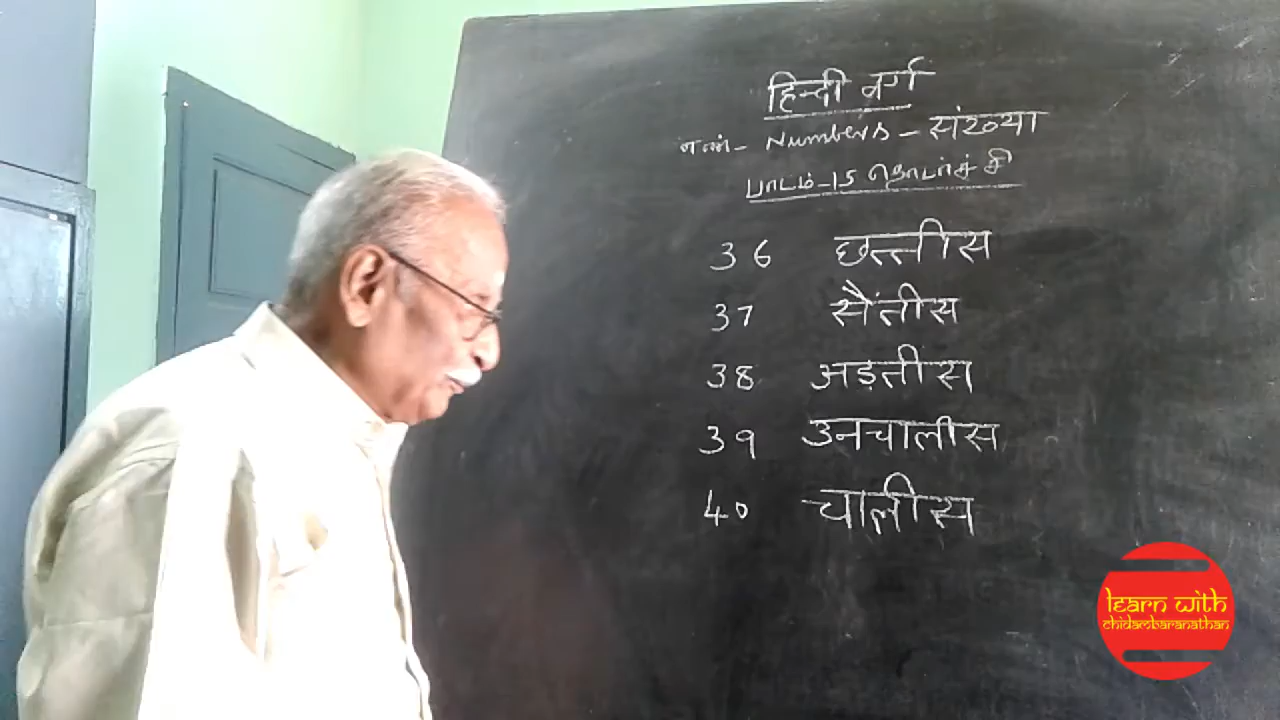 हिन्दी वर्ग
எண் - Numbers - संख्या
பாடம் - 15 தொடர்ச்சி
36 छत्तीस
37 सैंतीस
38 अड़तीस
39 उनचालीस
40 चालीस
LEARN WITH
CHIDAMBARANATHAN